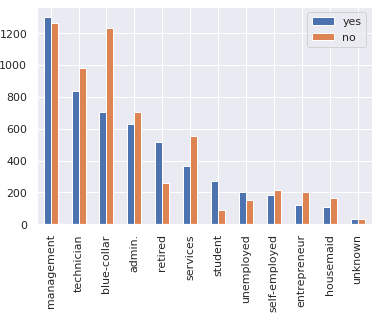 yes
no
1200
1000
800
600
400
200
0
management
technician
blue-collar
admin.
retired
services
student
unemployed
self-employed
entrepreneur
housemaid
unknown